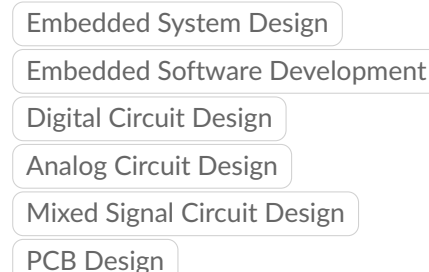 Embedded System Design
Embedded Software Development
Digital Circuit Design
Analog Circuit Design
Mixed Signal Circuit Design
PCB Design